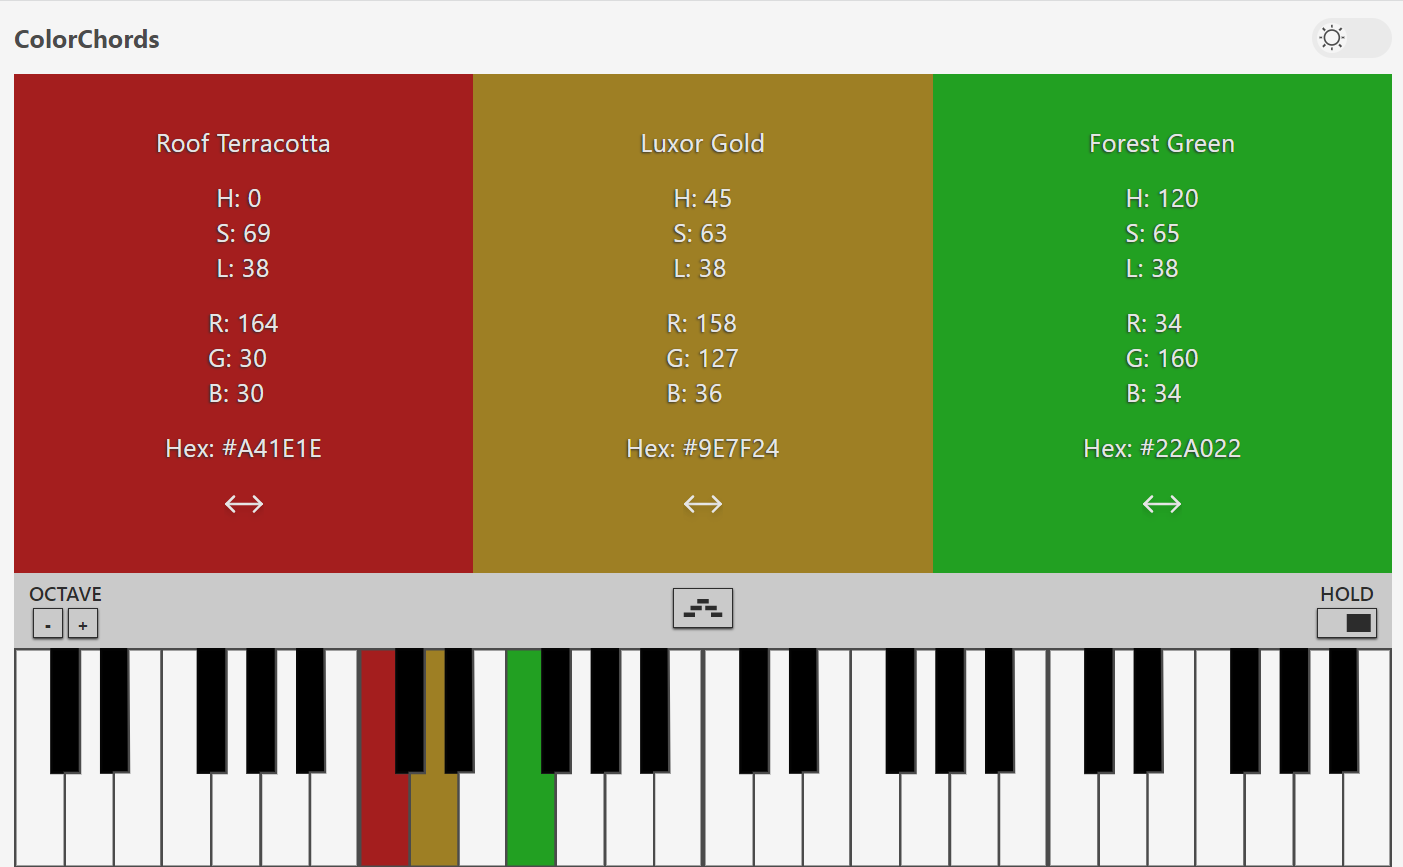 ColorChords
Roof Terracotta
H: 0
S: 69
L: 38
R: 164
G: 30
B: 30
Hex: #A41E1E
Luxor Gold
H: 45
S: 63
L: 38
R: 158
G: 127
B: 36
Hex: #9E7F24
Forest Green
H: 120
S: 65
L: 38
R: 34
G: 160
B: 34
Hex: #22A022
OCTAVE
- +
HOLD